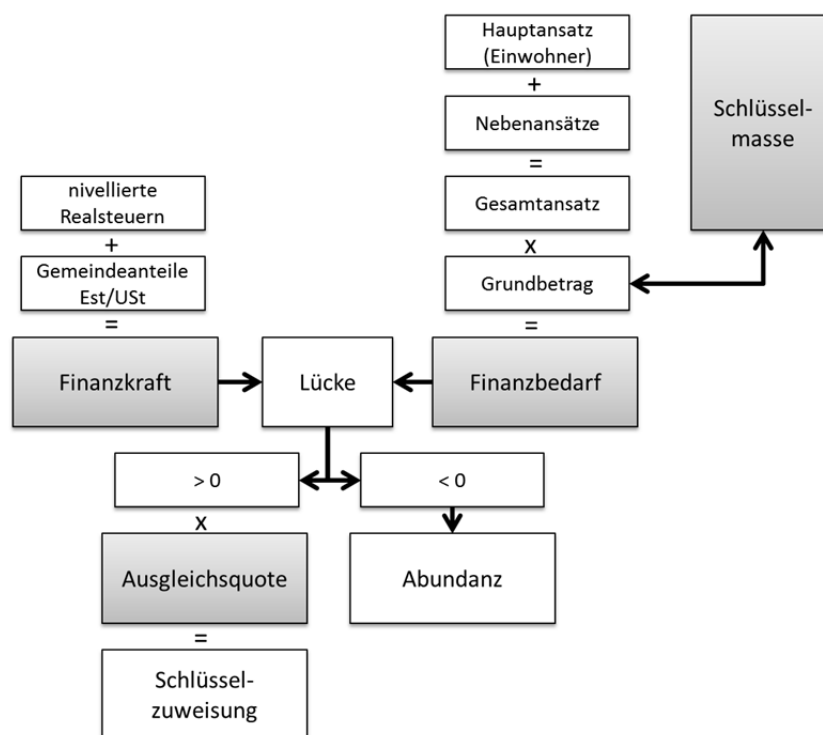 Hauptansatz
(Einwohner)
+
Nebenansätze
=
Gesamtansatz
x
Grundbetrag
=
Finanzbedarf
Schlüssel-
masse
nivellierte
Realsteuern
+
Gemeindeanteile
Est/USt
=
Finanzkraft
Lücke
> 0
< 0
x
Ausgleichsquote
Abundanz
=
Schlüssel-
zuweisung